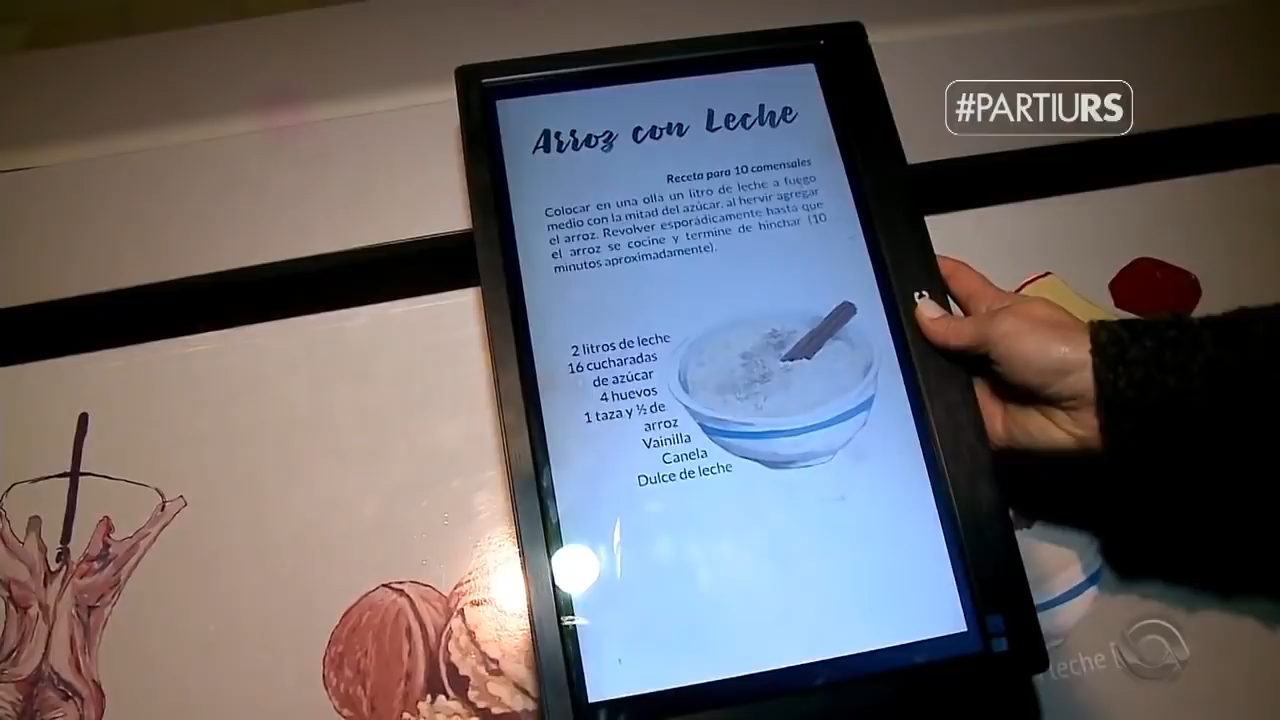 #PARTIURS
Arroz con Leche
Receta para 10 comensales
Colocar en una olla un litro de leche a fuego
medio con la mitad del azúcar, al hervir agregar
el arroz. Revolver esporádicamente hasta que
el arroz se cocine y termine de hinchar (10
minutos aproximadamente).
2 litros de leche
16 cucharadas
de azúcar
4 huevos
1 taza y ½ de
arroz
Vainilla
Canela
Dulce de leche
leche